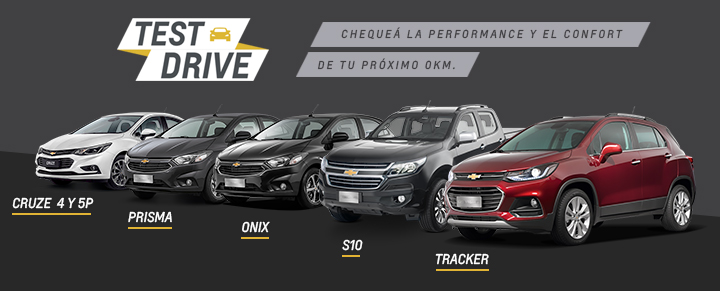 TEST
DRIVE
CHEQUEÁ LA PERFORMANCE Y EL CONFORT
DE TU PRÓXIMO 0KM.
CRUZE 4 Y 5P
PRISMA
ONIX
S10
TRACKER